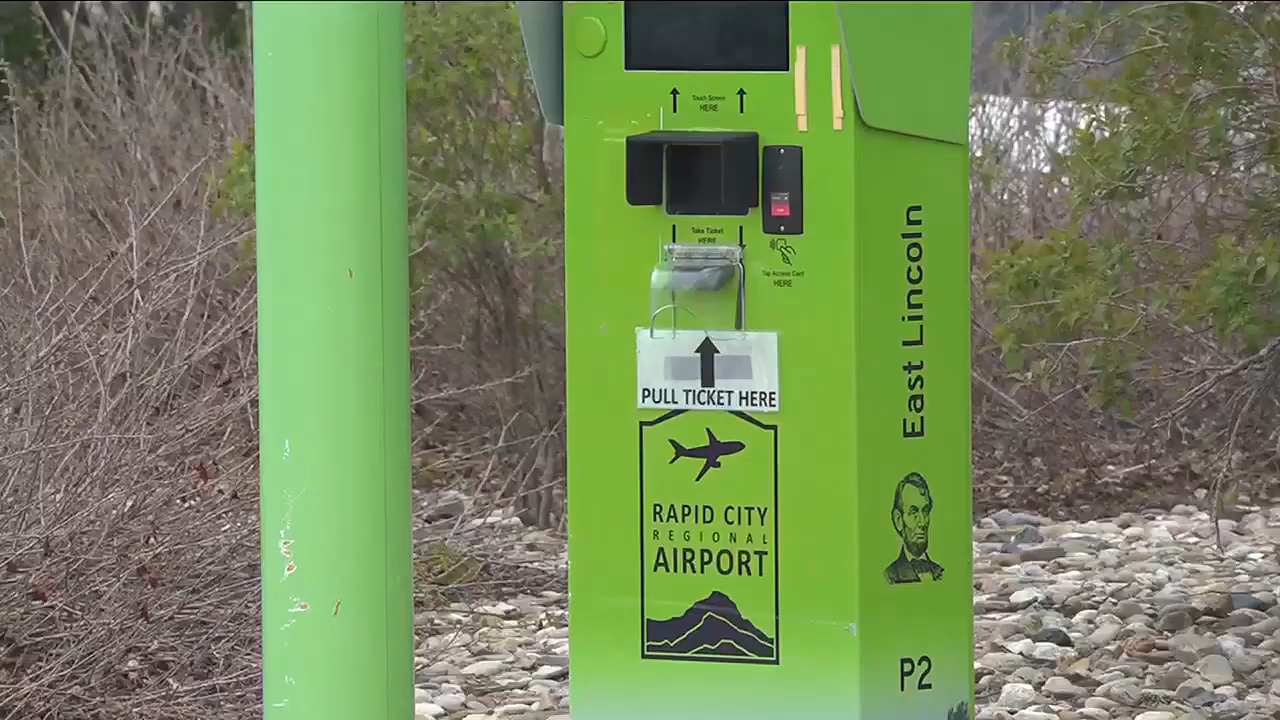 Touch Screen
HERE
Take Ticket
HERE
Tap Access Card
HERE
PULL TICKET HERE
RAPID CITY
REGIONAL
AIRPORT
East Lincoln
P2